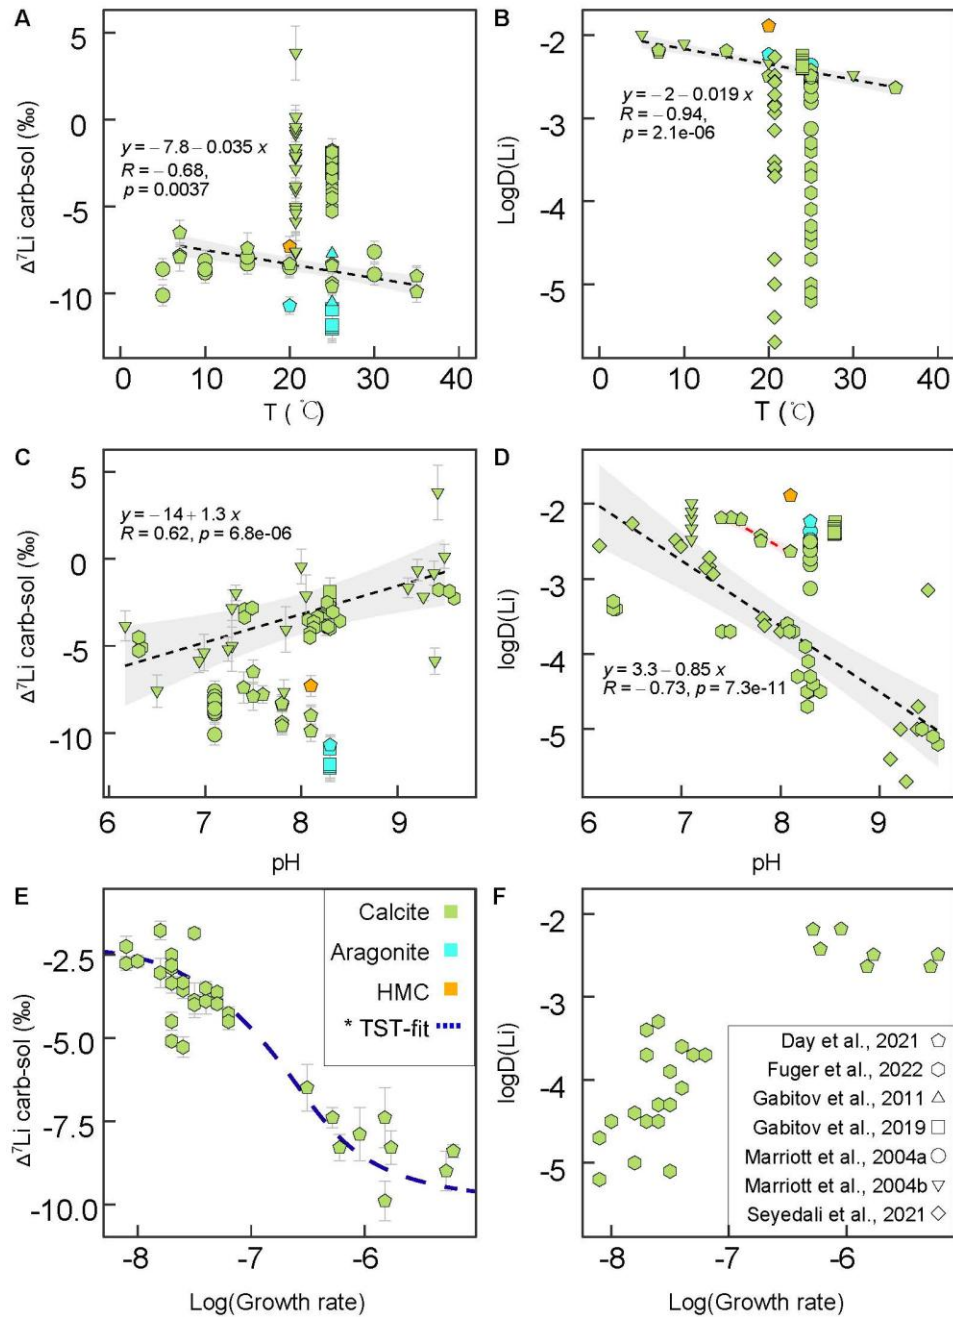 A
5
0
-5
-10
Δ⁷Li carb-sol (‰)
y = −7.8 − 0.035 x
R = −0.68,
p = 0.0037
0 10 20 30 40
T (℃)
B
-2
-3
-4
-5
LogD(Li)
y = −2 − 0.019 x
R = −0.94,
p = 2.1e-06
0 10 20 30 40
T (℃)
C
5
0
-5
-10
Δ⁷Li carb-sol (‰)
y = −14 + 1.3 x
R = 0.62, p = 6.8e-06
6 7 8 9
pH
D
-2
-3
-4
-5
logD(Li)
y = 3.3 − 0.85 x
R = −0.73, p = 7.3e-11
6 7 8 9
pH
E
-2.5
-5.0
-7.5
-10.0
Δ⁷Li carb-sol (‰)
Calcite
Aragonite
HMC
* TST-fit
-8 -7 -6
Log(Growth rate)
F
-2
-3
-4
-5
logD(Li)
Day et al., 2021
Fuger et al., 2022
Gabitov et al., 2011
Gabitov et al., 2019
Marriott et al., 2004a
Marriott et al., 2004b
Seyedali et al., 2021
-8 -7 -6
Log(Growth rate)